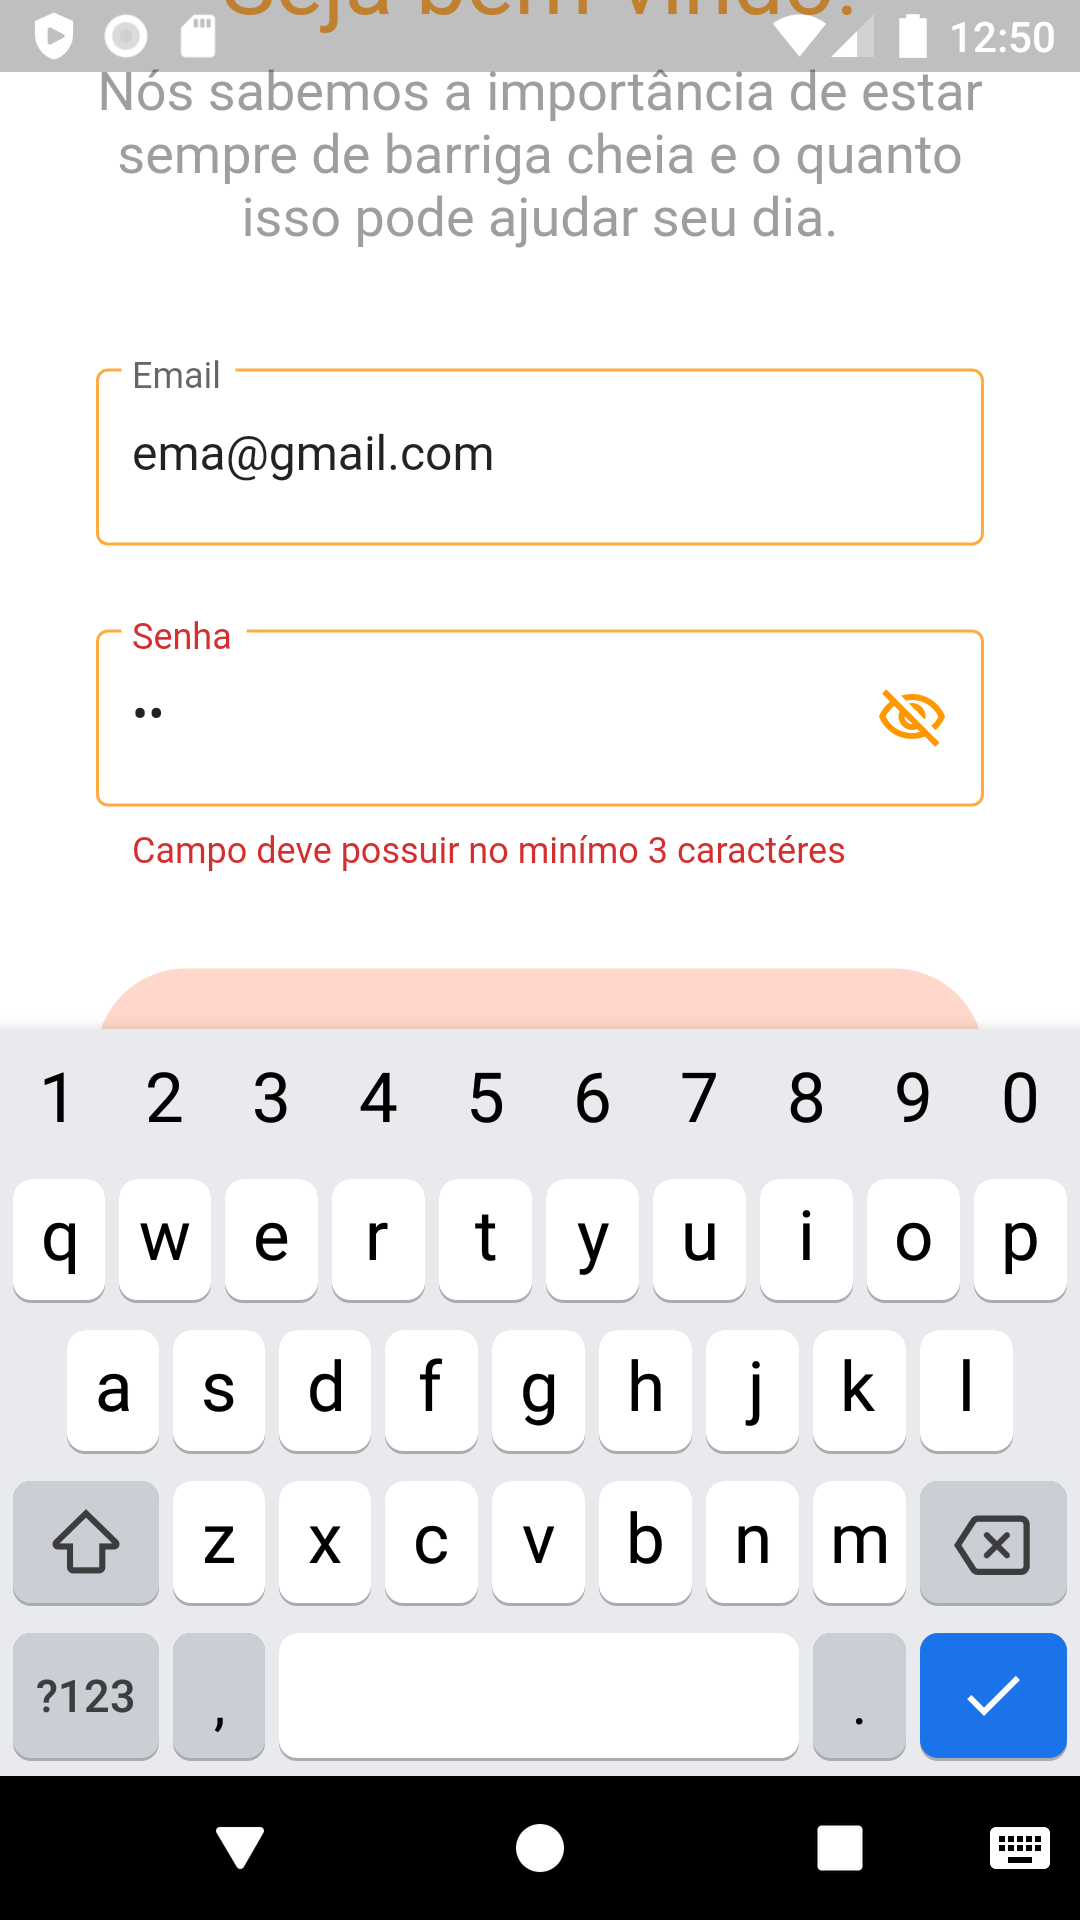 Seja bem vindo!
12:50
Nós sabemos a importância de estar
sempre de barriga cheia e o quanto
isso pode ajudar seu dia.
Email
ema@gmail.com
Senha
••
Campo deve possuir no minímo 3 caractéres
1 2 3 4 5 6 7 8 9 0
q w e r t y u i o p
a s d f g h j k l
z x c v b n m
?123 , .